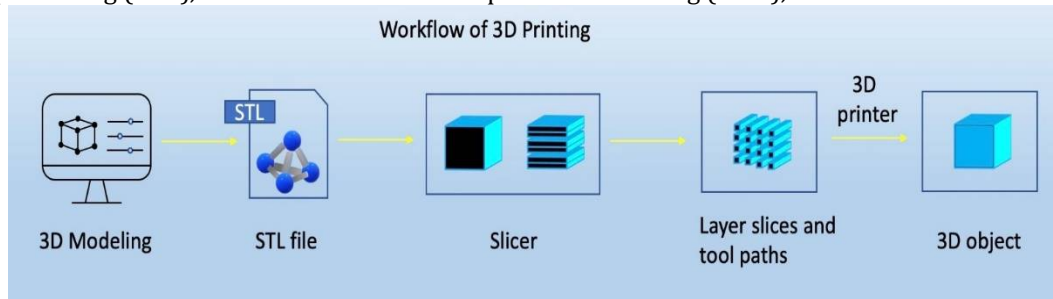 Workflow of 3D Printing
STL
3D
printer
3D Modeling
STL file
Slicer
Layer slices and
tool paths
3D object